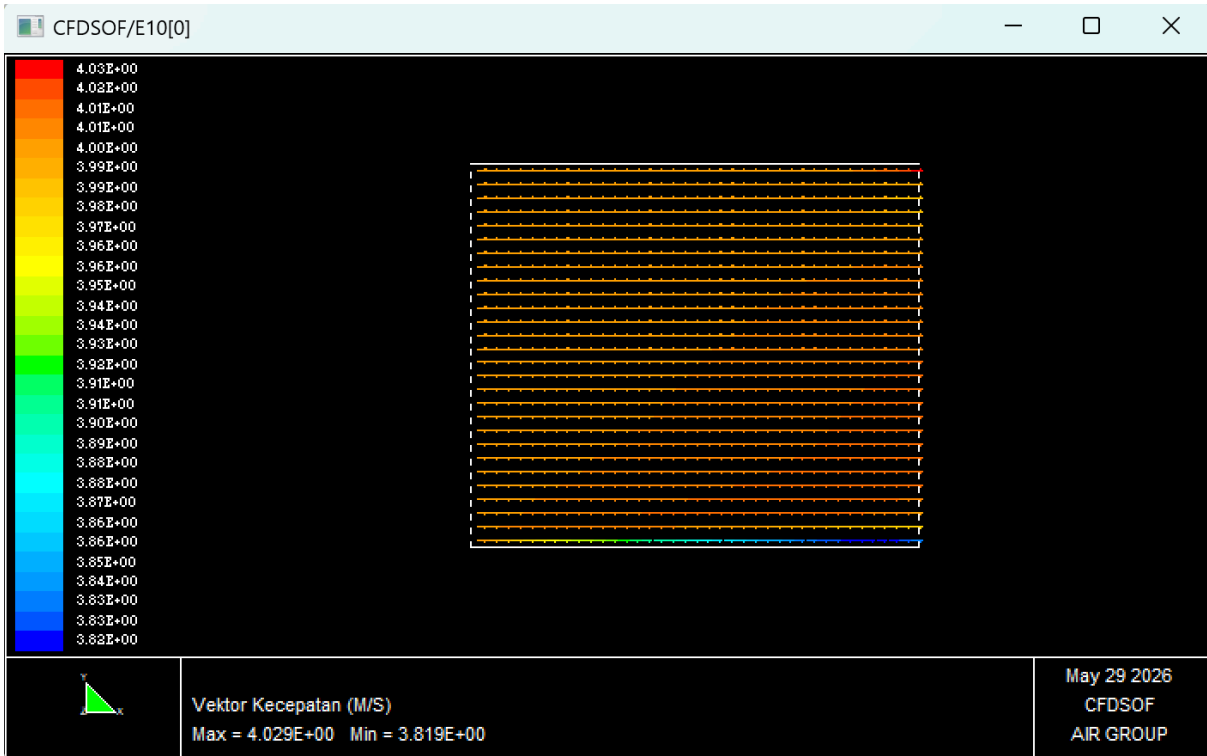 CFDSOF/E10[0]
4.03E+00
4.02E+00
4.01E+00
4.01E+00
4.00E+00
3.99E+00
3.99E+00
3.98E+00
3.97E+00
3.96E+00
3.96E+00
3.95E+00
3.94E+00
3.94E+00
3.93E+00
3.92E+00
3.91E+00
3.91E+00
3.90E+00
3.89E+00
3.88E+00
3.88E+00
3.87E+00
3.86E+00
3.86E+00
3.85E+00
3.84E+00
3.83E+00
3.83E+00
3.82E+00
Y
Z X
Vektor Kecepatan (M/S)
Max = 4.029E+00 Min = 3.819E+00
May 29 2026
CFDSOF
AIR GROUP